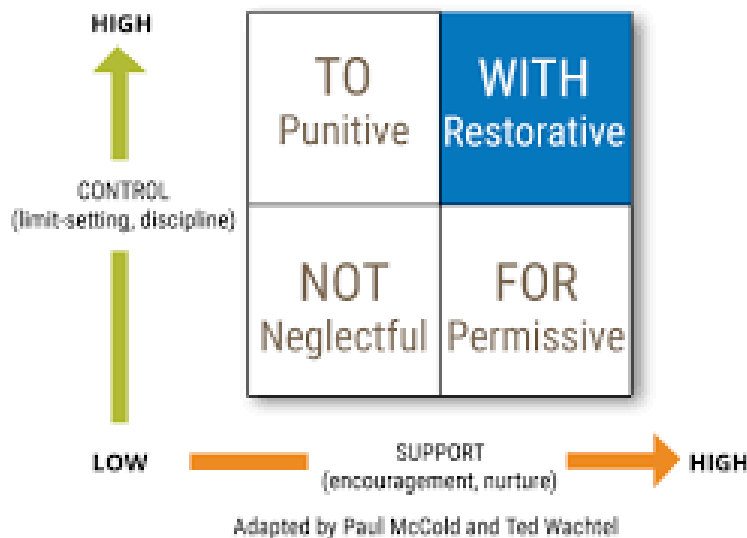 HIGH
TO
Punitive
WITH
Restorative
CONTROL
(limit-setting, discipline)
NOT
Neglectful
FOR
Permissive
LOW
SUPPORT
(encouragement, nurture)
HIGH
Adapted by Paul McCold and Ted Wachtel